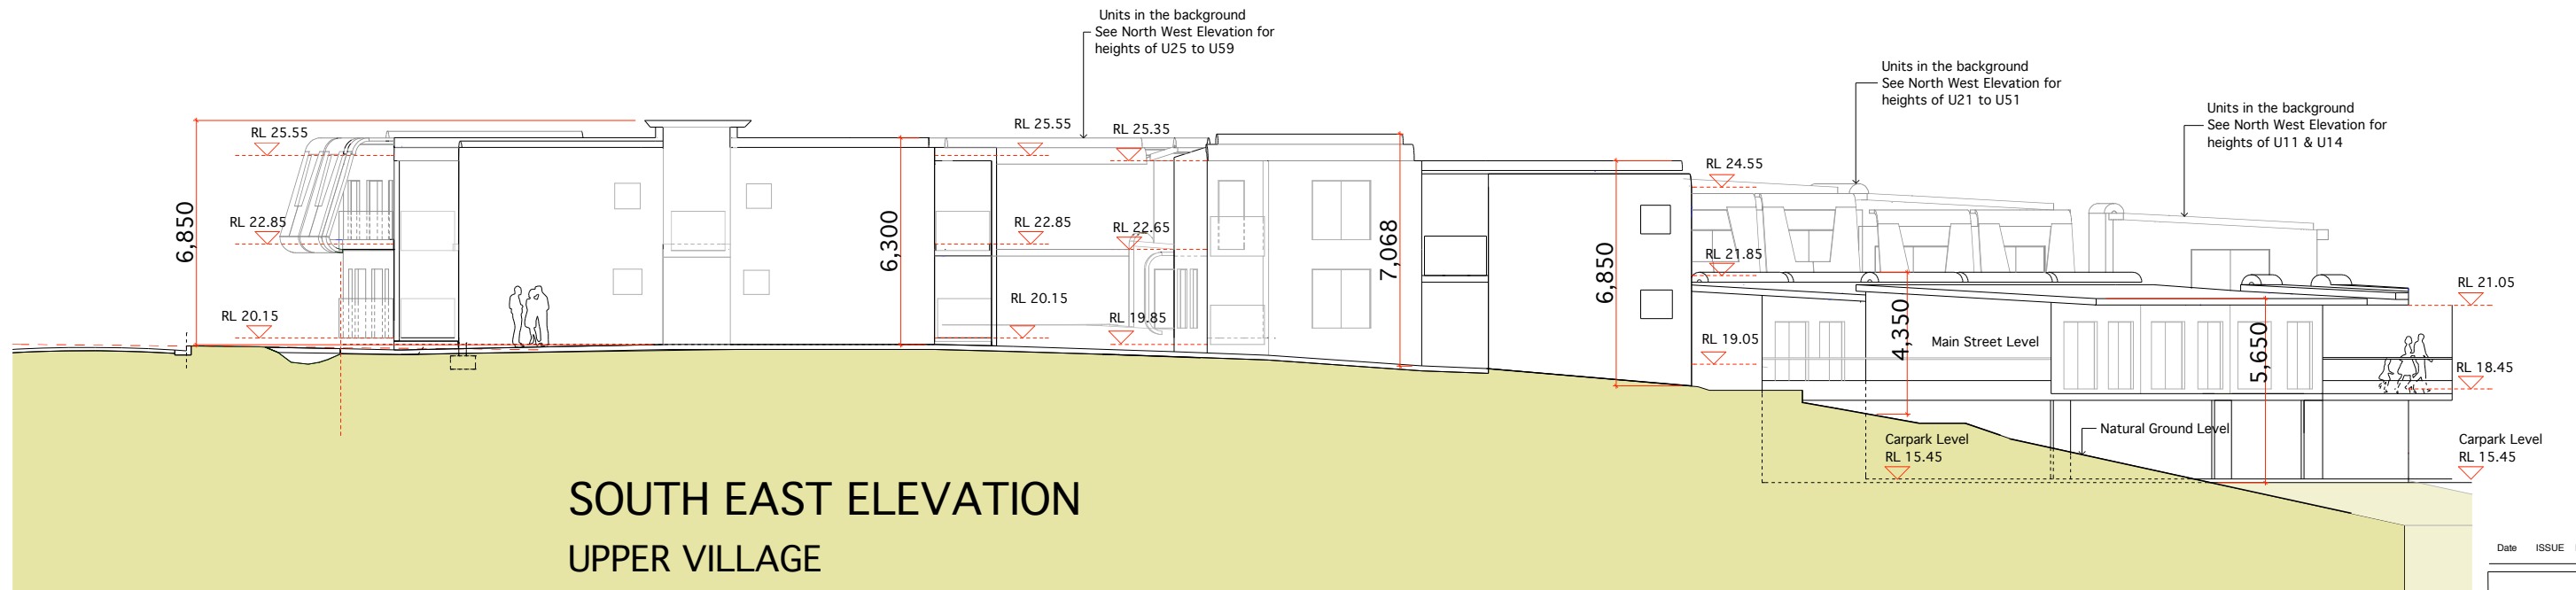 Units in the background
See North West Elevation for
heights of U25 to U59
Units in the background
See North West Elevation for
heights of U21 to U51
Units in the background
See North West Elevation for
heights of U11 & U14
RL 25.55
RL 22.85
RL 20.15
6,850
6,300
RL 25.55
RL 25.35
RL 22.85
RL 22.65
RL 20.15
RL 19.85
7,068
6,850
RL 24.55
RL 21.85
RL 19.05
4,350
Main Street Level
5,650
RL 21.05
RL 18.45
Natural Ground Level
Carpark Level
RL 15.45
Carpark Level
RL 15.45
SOUTH EAST ELEVATION
UPPER VILLAGE
Date ISSUE